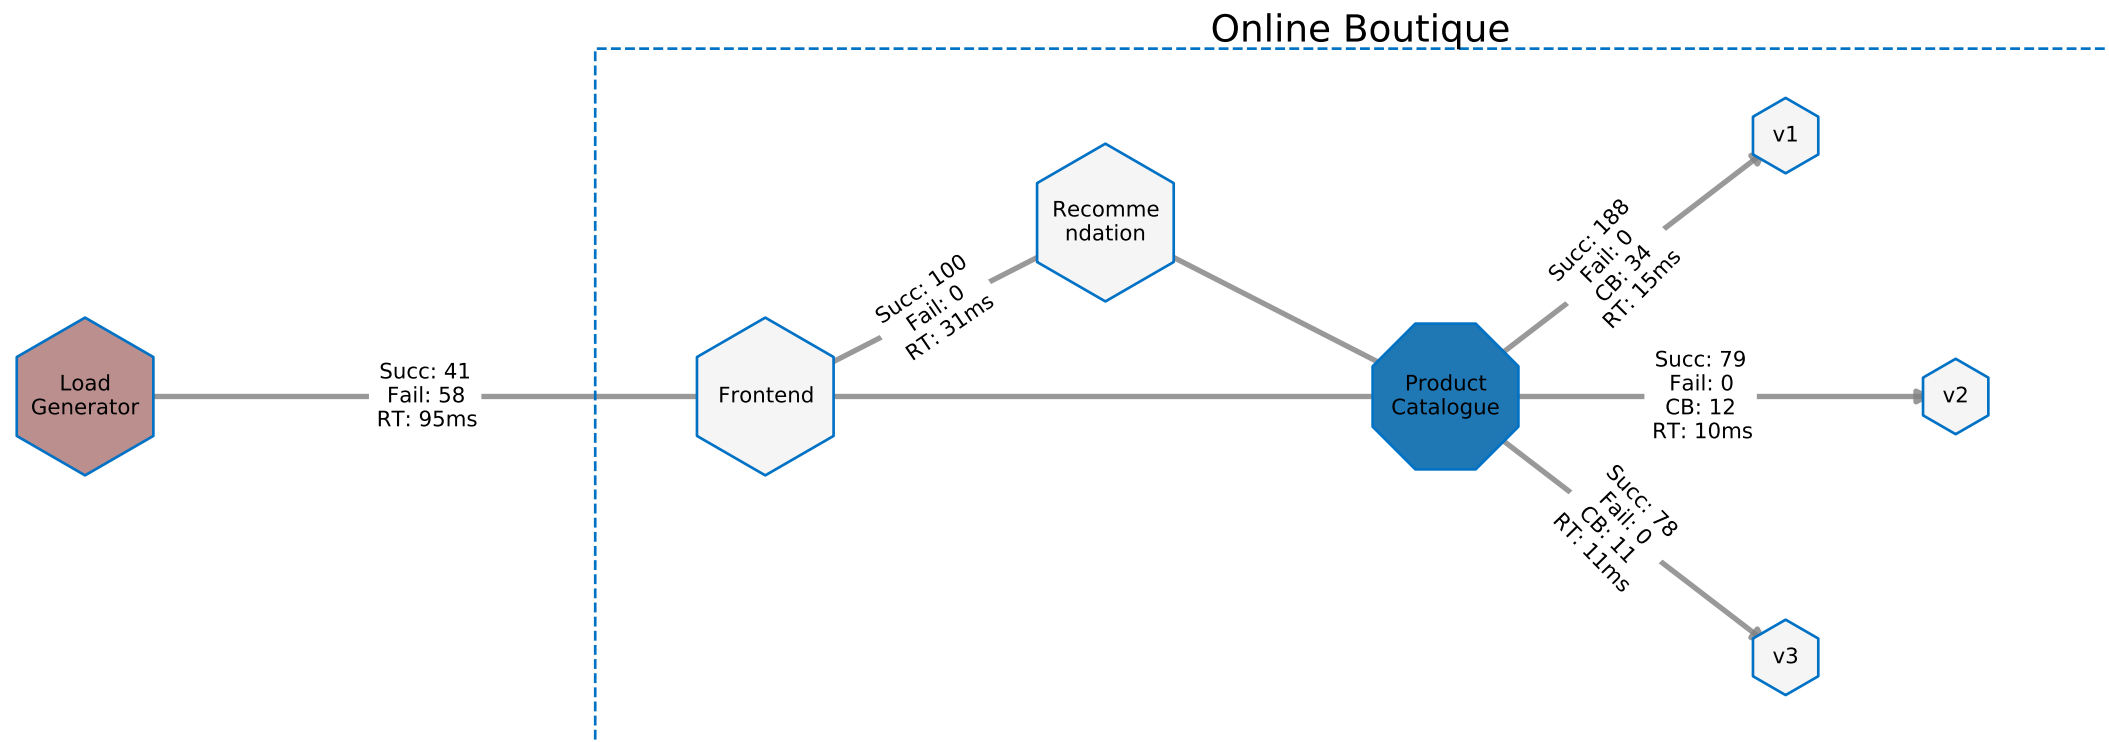 Online Boutique
Load
Generator
Succ: 41
Fail: 58
RT: 95ms
Frontend
Succ: 100
Fail: 0
RT: 31ms
Recomme
ndation
Product
Catalogue
Succ: 188
Fail: 0
CB: 34
RT: 15ms
v1
Succ: 79
Fail: 0
CB: 12
RT: 10ms
v2
Succ: 78
Fail: 0
CB: 11
RT: 11ms
v3